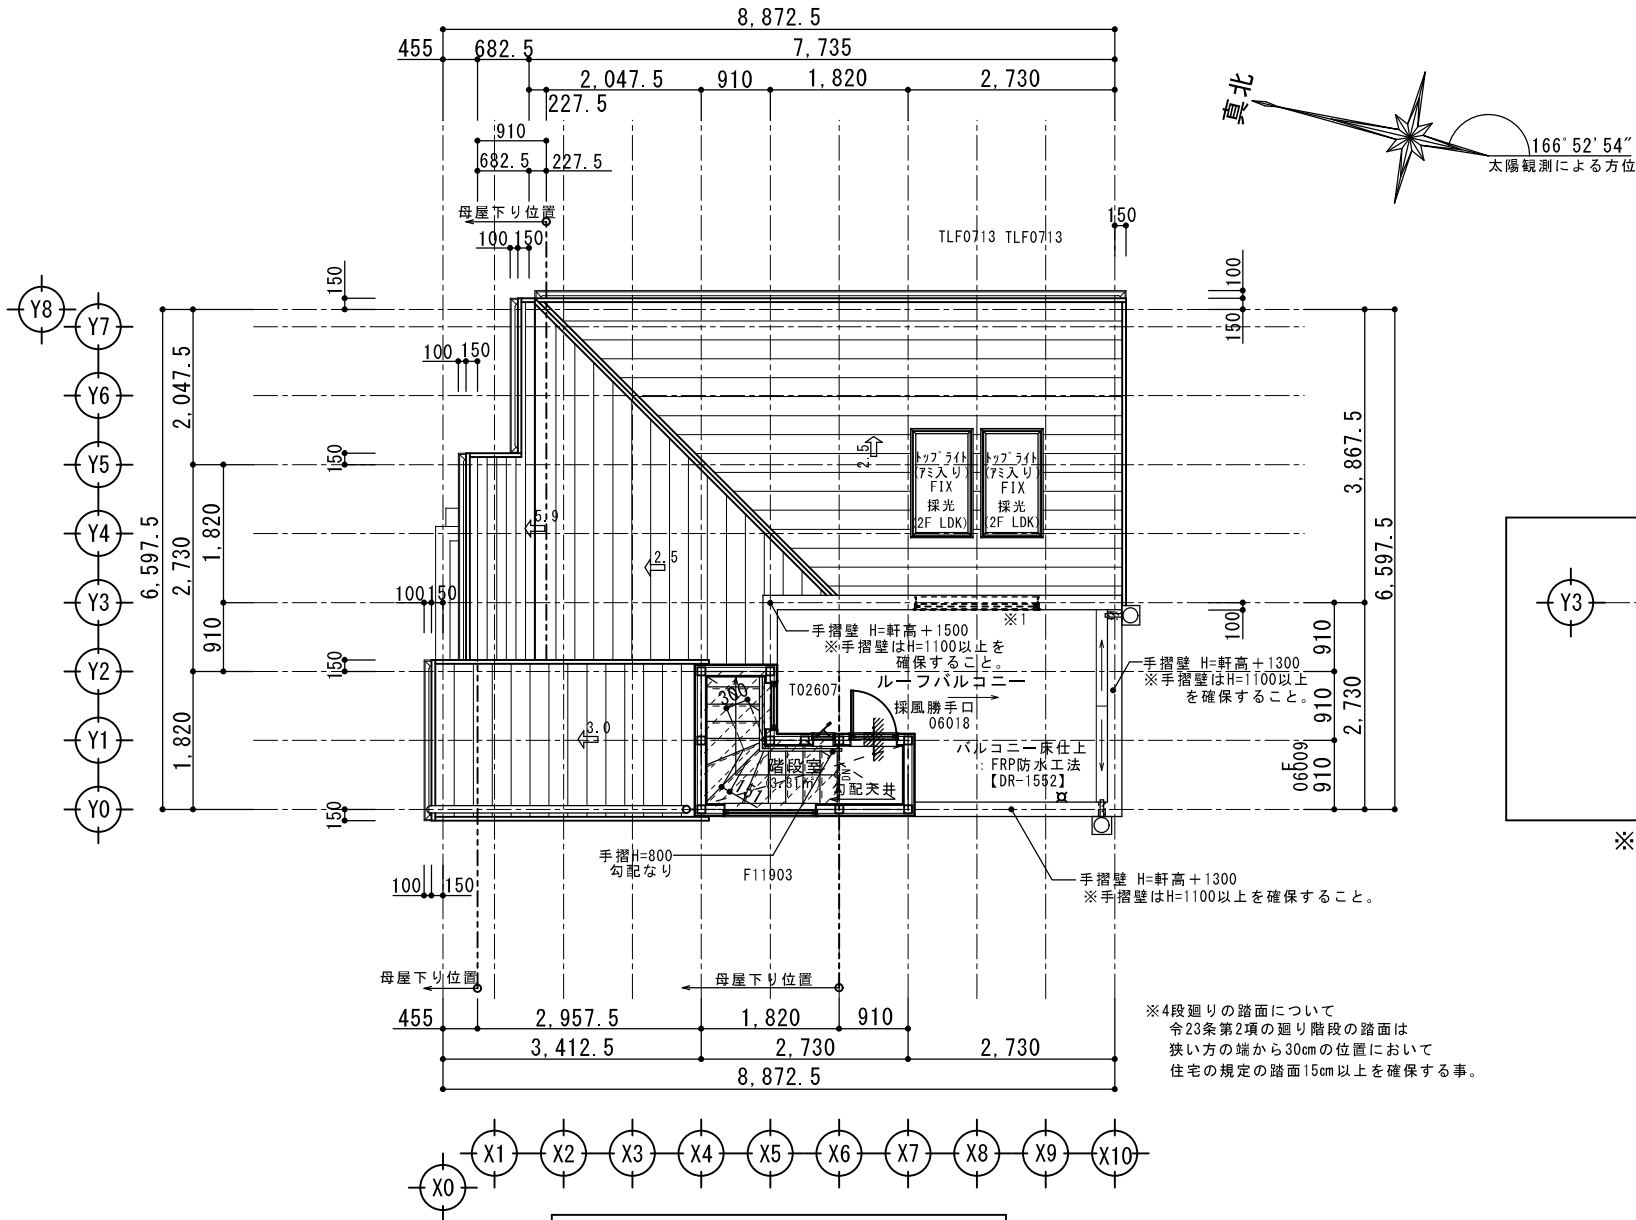 8,872.5
455
682.5
7,735
2,047.5
910
1,820
2,730
227.5
910
682.5
227.5
母屋下り位置
100
150
150
TLF0713 TLF0713
真北
166°52'54"
太陽観測による方位
Y8
Y7
Y6
Y5
Y4
Y3
Y2
Y1
Y0
6,597.5
2,047.5
2,730
1,820
1,820
910
150
100
150
150
100
150
150
150
100
150
100
150
100
3,867.5
6,597.5
910
910
910
2,730
2.5
トップライト
(アミ入り)
FIX
採光
(2F LDK)
トップライト
(アミ入り)
FIX
採光
(2F LDK)
5.9
2.5
3.0
※1
手摺壁 H=軒高+1500
※手摺壁はH=1100以上を
確保すること。
ルーフバルコニー
T02607
採風勝手口
06018
手摺壁 H=軒高+1300
※手摺壁はH=1100以上
を確保すること。
バルコニー床仕上
:FRP防水工法
【DR-1552】
F
06009
300
151
階段室
3.31㎡
DN
勾配天井
手摺H=800
勾配なり
F11903
手摺壁 H=軒高+1300
※手摺壁はH=1100以上を確保すること。
Y3
※
母屋下り位置
母屋下り位置
455
2,957.5
1,820
910
3,412.5
2,730
2,730
8,872.5
※4段廻りの踏面について
令23条第2項の廻り階段の踏面は
狭い方の端から30㎝の位置において
住宅の規定の踏面15㎝以上を確保する事。
X0
X1
X2
X3
X4
X5
X6
X7
X8
X9
X10